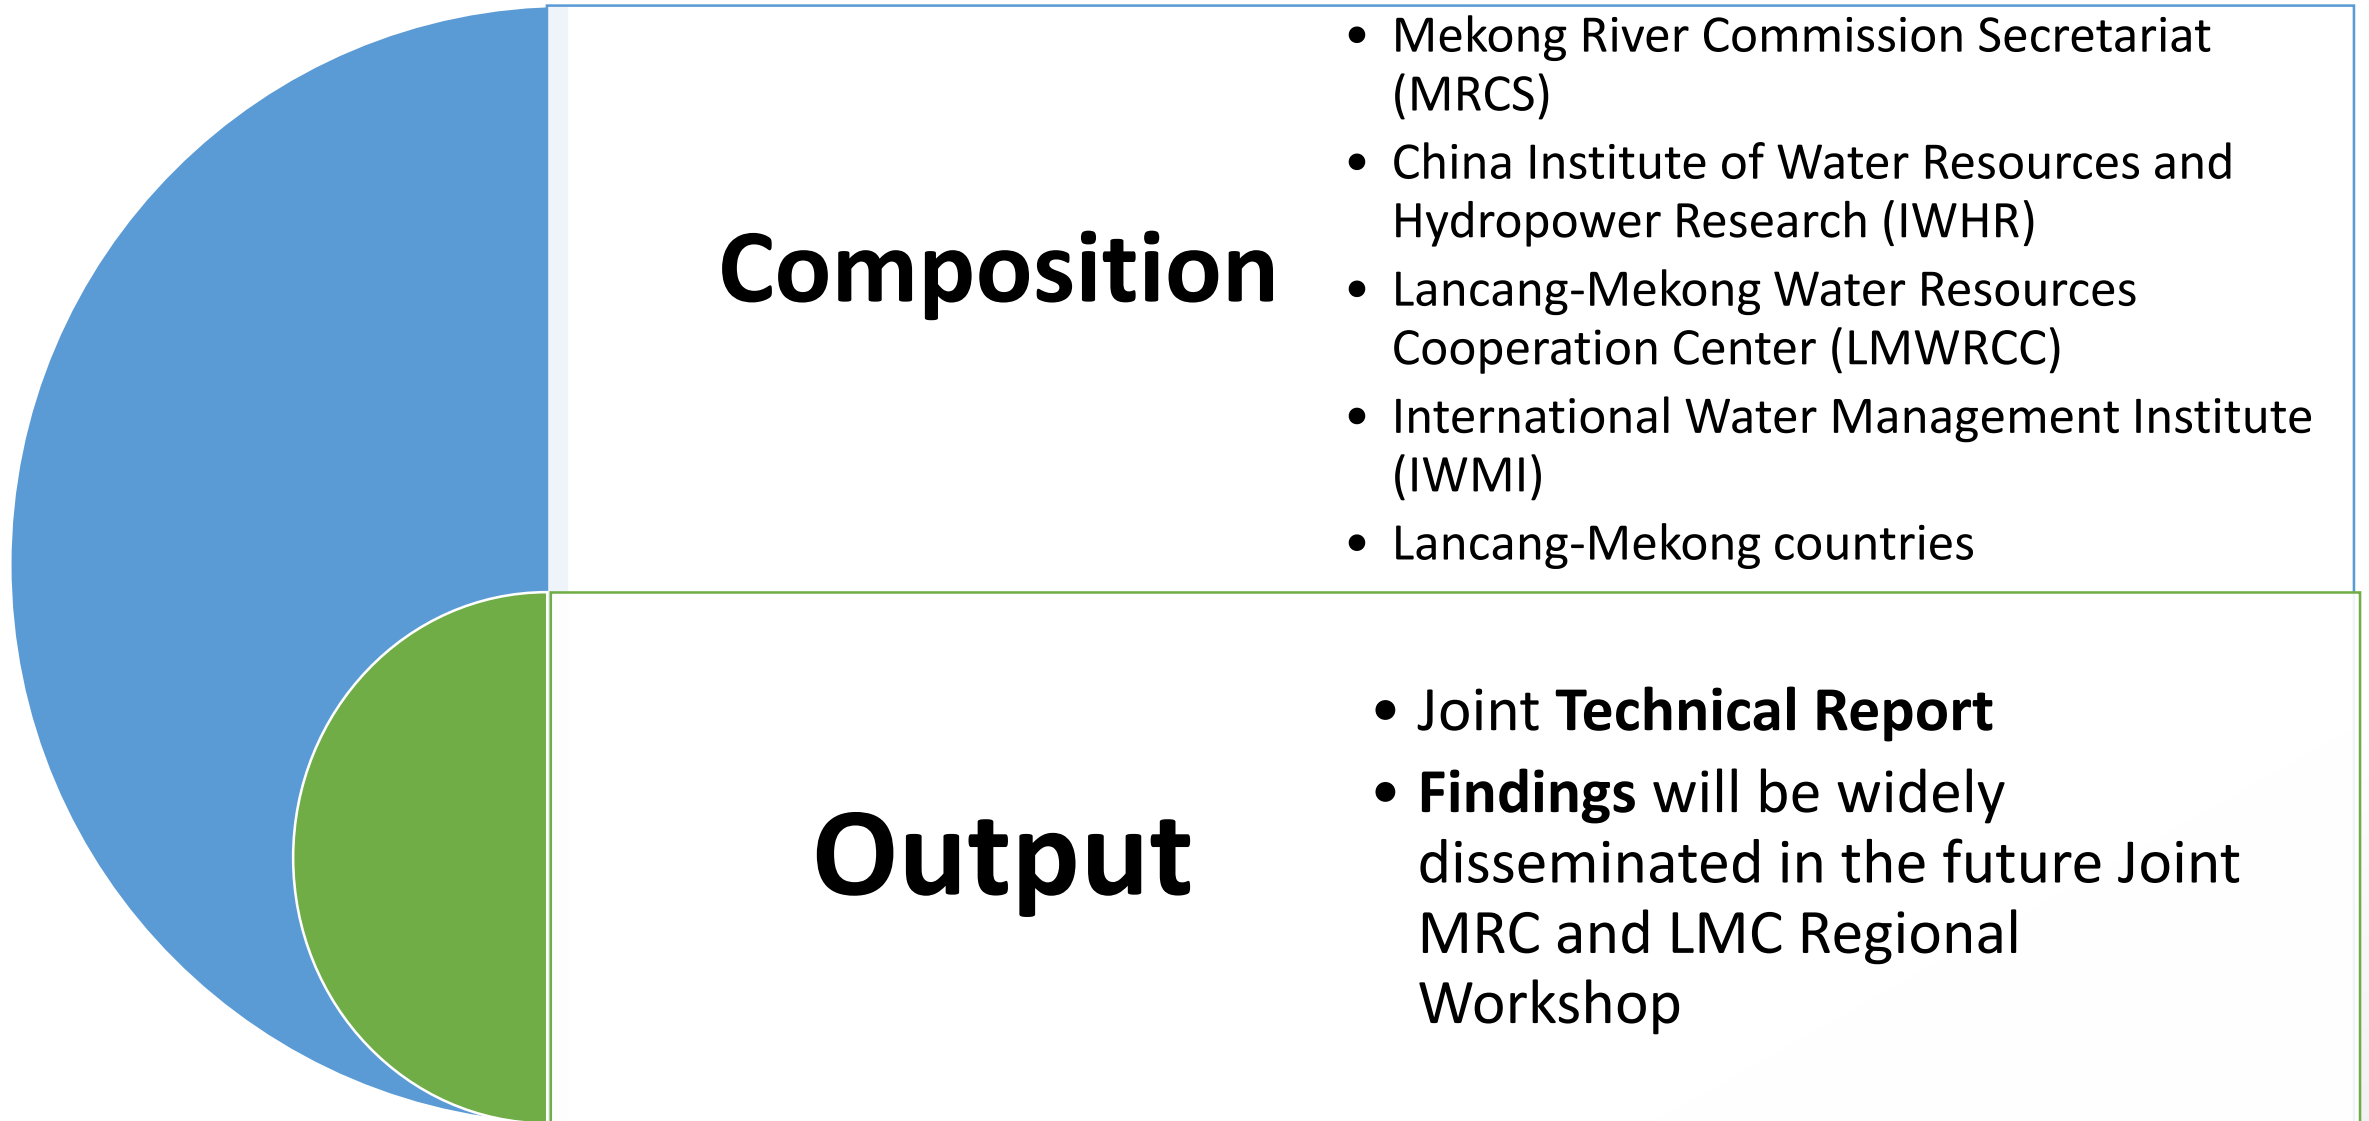 Composition
• Mekong River Commission Secretariat
(MRCS)
• China Institute of Water Resources and
Hydropower Research (IWHR)
• Lancang-Mekong Water Resources
Cooperation Center (LMWRCC)
• International Water Management Institute
(IWMI)
• Lancang-Mekong countries
Output
• Joint Technical Report
• Findings will be widely
disseminated in the future Joint
MRC and LMC Regional
Workshop